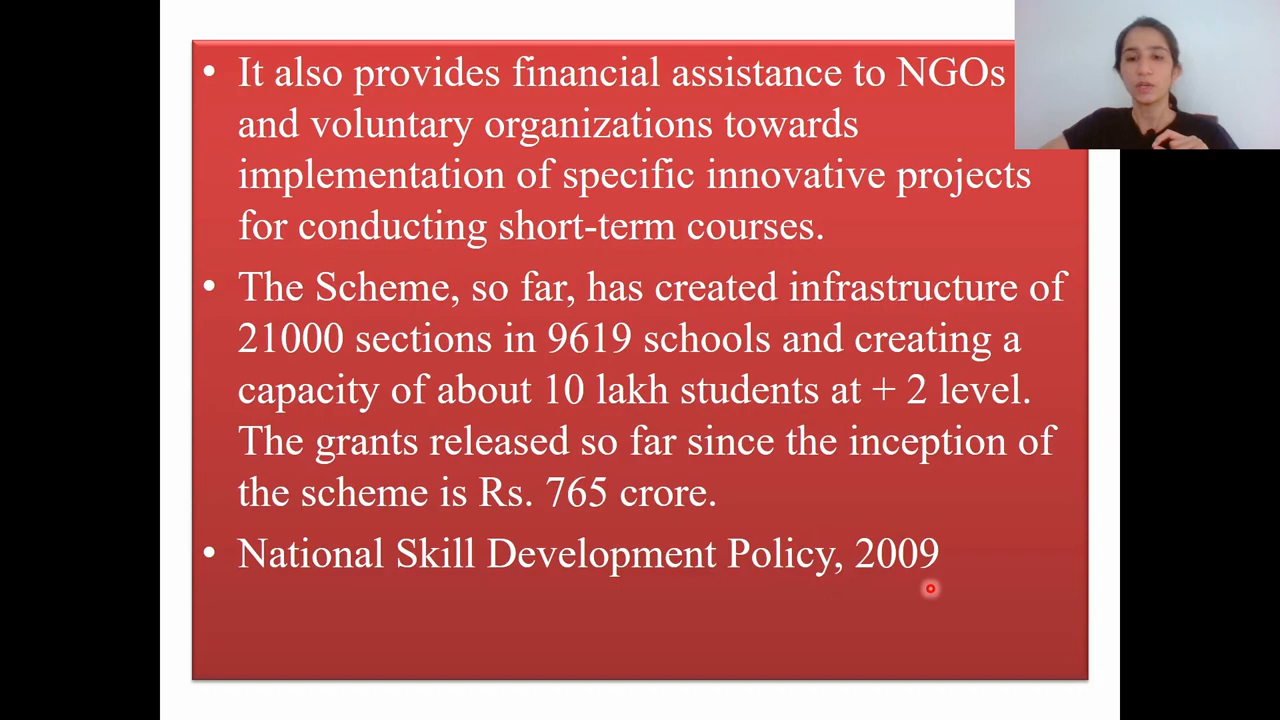 • It also provides financial assistance to NGOs
and voluntary organizations towards
implementation of specific innovative projects
for conducting short-term courses.
• The Scheme, so far, has created infrastructure of
21000 sections in 9619 schools and creating a
capacity of about 10 lakh students at + 2 level.
The grants released so far since the inception of
the scheme is Rs. 765 crore.
• National Skill Development Policy, 2009